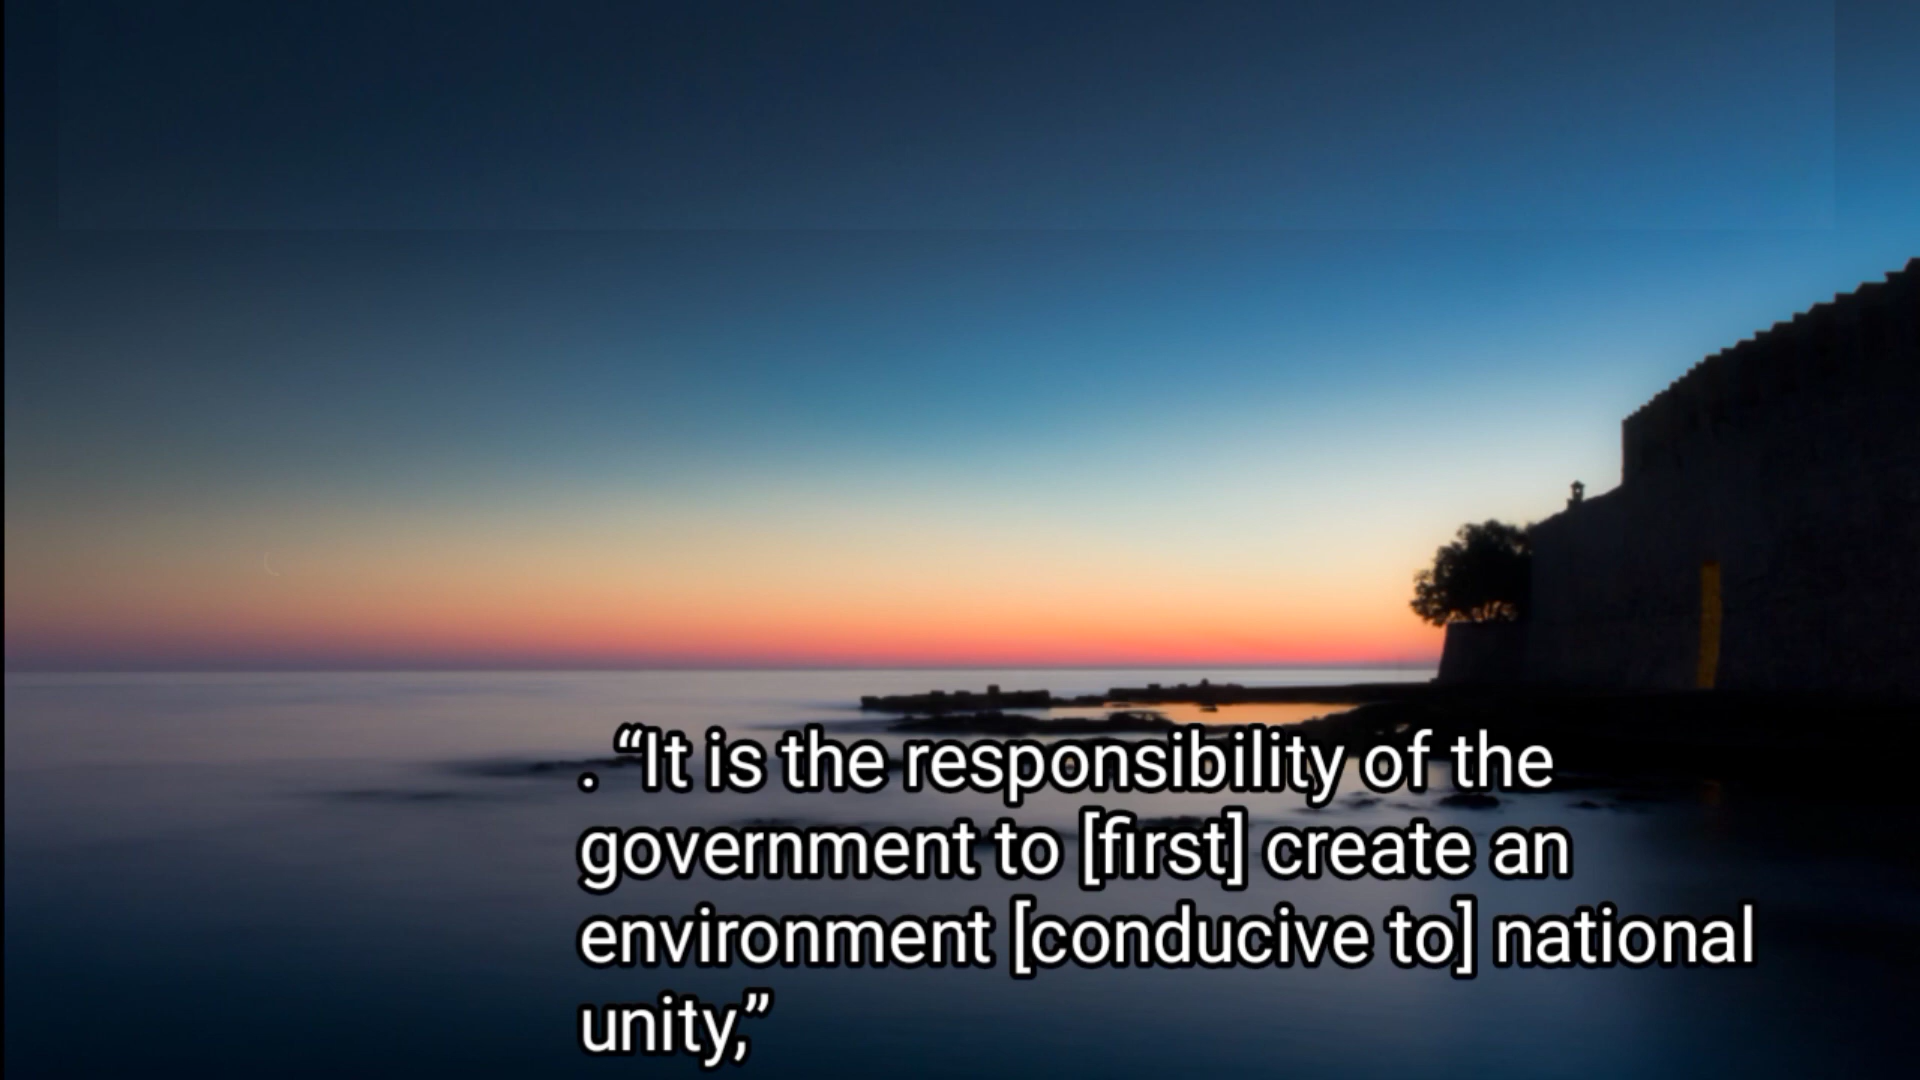 . “It is the responsibility of the
government to [first] create an
environment [conducive to] national
unity,”